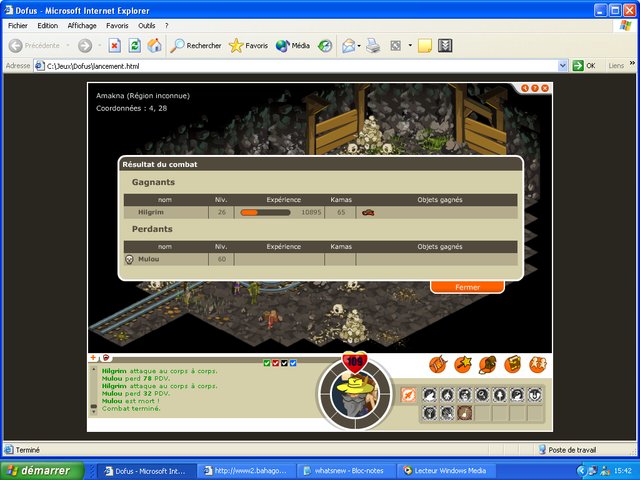 Dofus - Microsoft Internet Explorer
Fichier Edition Affichage Favoris Outils ?
Précédente Rechercher Favoris Média
Adresse C:\Jeux\Dofus\lancement.html OK Liens »
Amakna (Région inconnue)
Coordonnées : 4, 28
Résultat du combat
Gagnants
nom Niv. Expérience Kamas Objets gagnés
Hilgrim 26 10895 65
Perdants
nom Niv. Expérience Kamas Objets gagnés
Mulou 60
Fermer
Hilgrim attaque au corps à corps.
Mulou perd 78 PDV.
Hilgrim attaque au corps à corps.
Mulou perd 32 PDV.
Mulou est mort !
Combat terminé.
109
Terminé Poste de travail
démarrer Dofus - Microsoft Int... http://www2.bahago... whatsnew - Bloc-notes Lecteur Windows Media 15:42